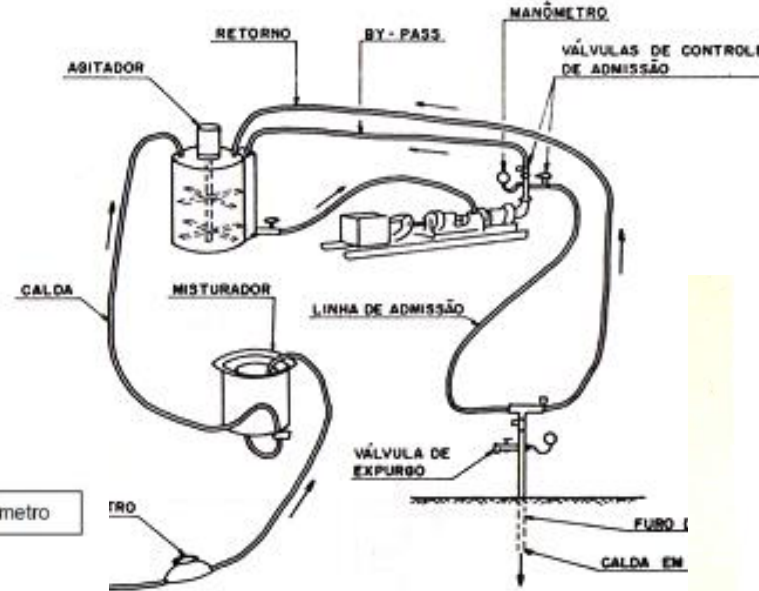 MANÔMETRO
RETORNO
BY-PASS
VÁLVULAS DE CONTROLE
DE ADMISSÃO
AGITADOR
CALDA
MISTURADOR
LINHA DE ADMISSÃO
VÁLVULA DE
EXPURGO
metro
TRO
FURO D
CALDA EM